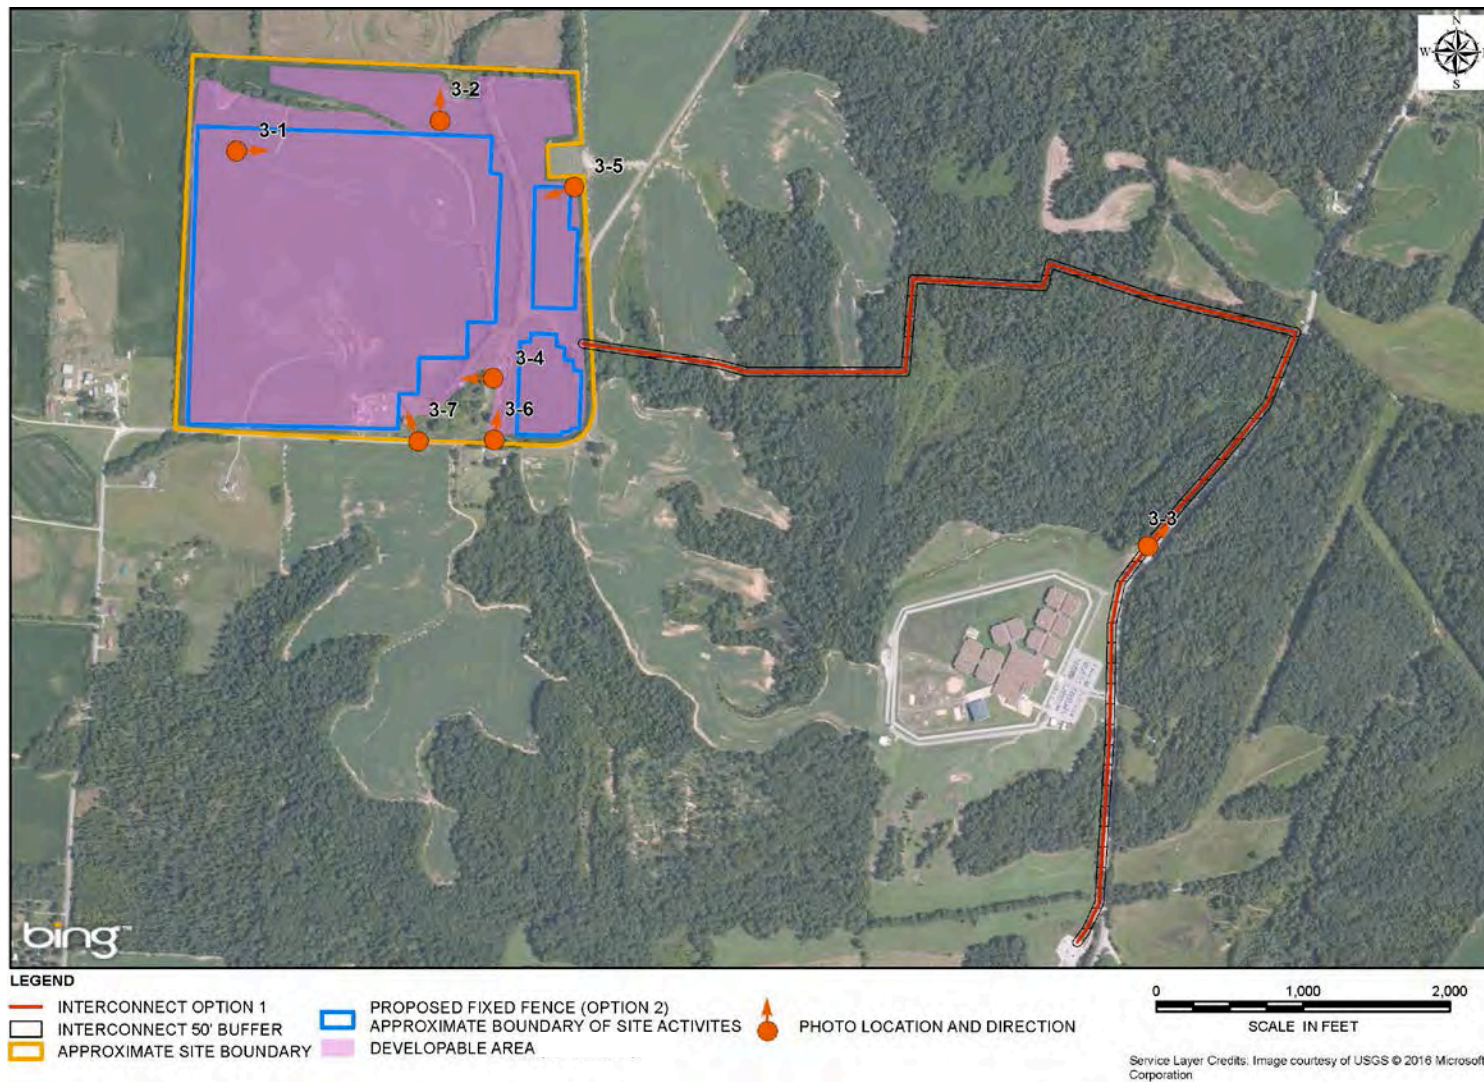 N
W
S
3-2
3-1
3-5
3-4
3-7
3-6
3-3
bing™
LEGEND
INTERCONNECT OPTION 1
INTERCONNECT 50' BUFFER
APPROXIMATE SITE BOUNDARY
PROPOSED FIXED FENCE (OPTION 2)
APPROXIMATE BOUNDARY OF SITE ACTIVITES
DEVELOPABLE AREA
PHOTO LOCATION AND DIRECTION
0 1,000 2,000
SCALE IN FEET
Service Layer Credits: Image courtesy of USGS © 2016 Microsoft
Corporation